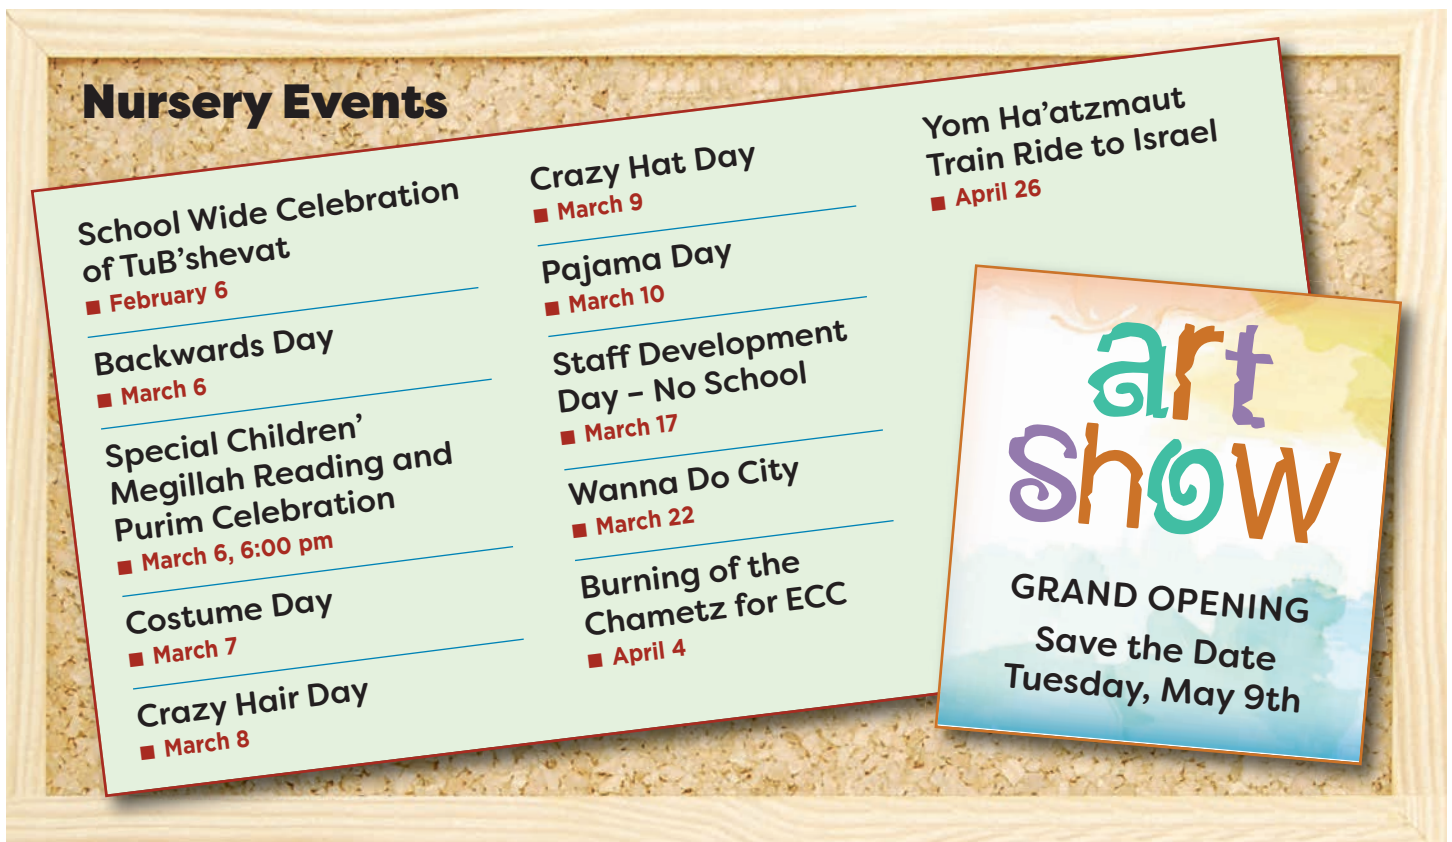 Nursery Events
School Wide Celebration
of TuB'shevat
■ February 6
Backwards Day
■ March 6
Special Children'
Megillah Reading and
Purim Celebration
■ March 6, 6:00 pm
Costume Day
■ March 7
Crazy Hair Day
■ March 8
Crazy Hat Day
■ March 9
Pajama Day
■ March 10
Staff Development
Day – No School
■ March 17
Wanna Do City
■ March 22
Burning of the
Chametz for ECC
■ April 4
Yom Ha'atzmaut
Train Ride to Israel
■ April 26
art
show
GRAND OPENING
Save the Date
Tuesday, May 9th